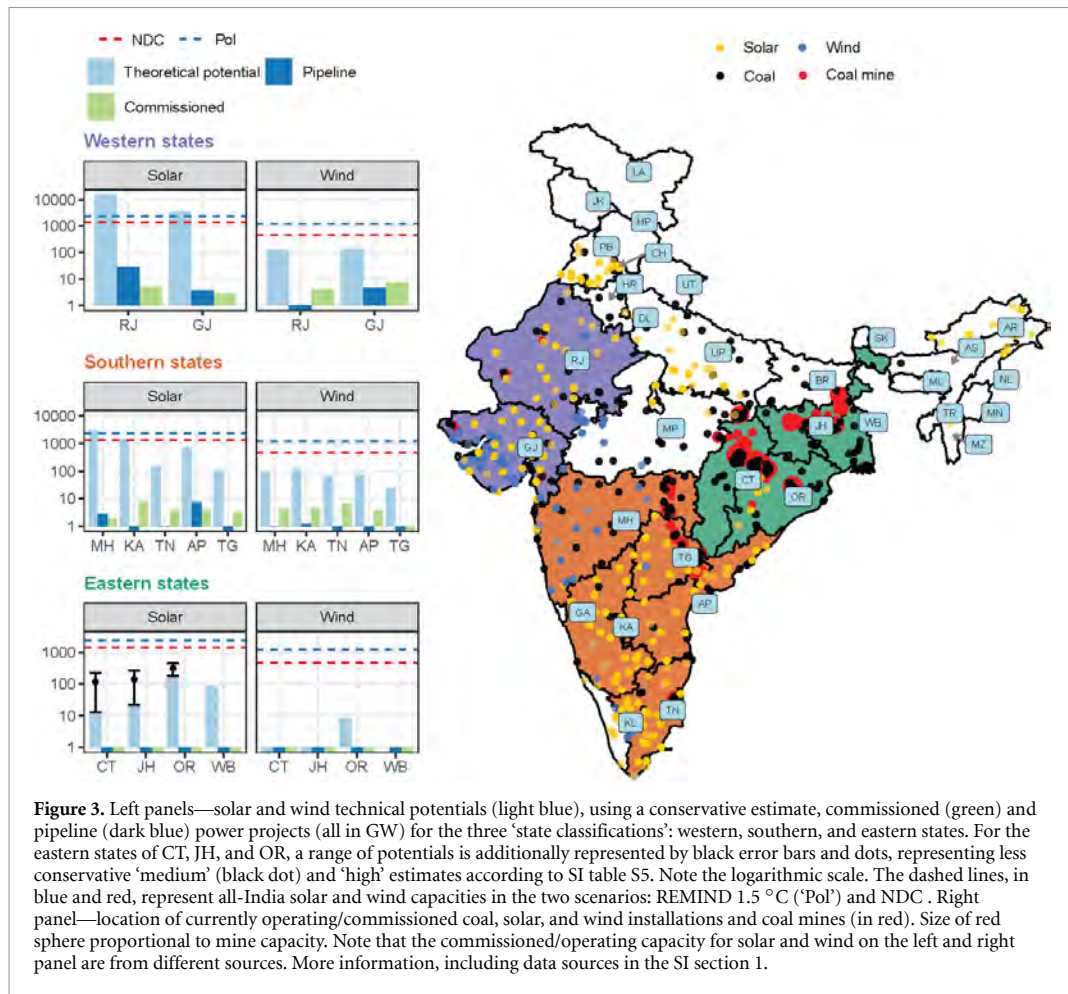 NDC Pol
Theoretical potential Pipeline
Commissioned
Solar Wind
Coal Coal mine
Western states
Solar Wind
10000
1000
100
10
1
RJ GJ RJ GJ
Southern states
Solar Wind
10000
1000
100
10
1
MH KA TN AP TG MH KA TN AP TG
Eastern states
Solar Wind
1000
100
10
1
CT JH OR WB CT JH OR WB
LA
JK
HP
PB
CH
HR
UT
DL
SK
AR
AS
UP
RJ
BR
ML
NL
TR
MN
MP
JH
WB
MZ
GJ
CT
OR
MH
TG
GA
AP
KA
TN
KL
Figure 3. Left panels—solar and wind technical potentials (light blue), using a conservative estimate, commissioned (green) and
pipeline (dark blue) power projects (all in GW) for the three ‘state classifications’: western, southern, and eastern states. For the
eastern states of CT, JH, and OR, a range of potentials is additionally represented by black error bars and dots, representing less
conservative ‘medium’ (black dot) and ‘high’ estimates according to SI table S5. Note the logarithmic scale. The dashed lines, in
blue and red, represent all-India solar and wind capacities in the two scenarios: REMIND 1.5 °C (‘Pol’) and NDC . Right
panel—location of currently operating/commissioned coal, solar, and wind installations and coal mines (in red). Size of red
sphere proportional to mine capacity. Note that the commissioned/operating capacity for solar and wind on the left and right
panel are from different sources. More information, including data sources in the SI section 1.